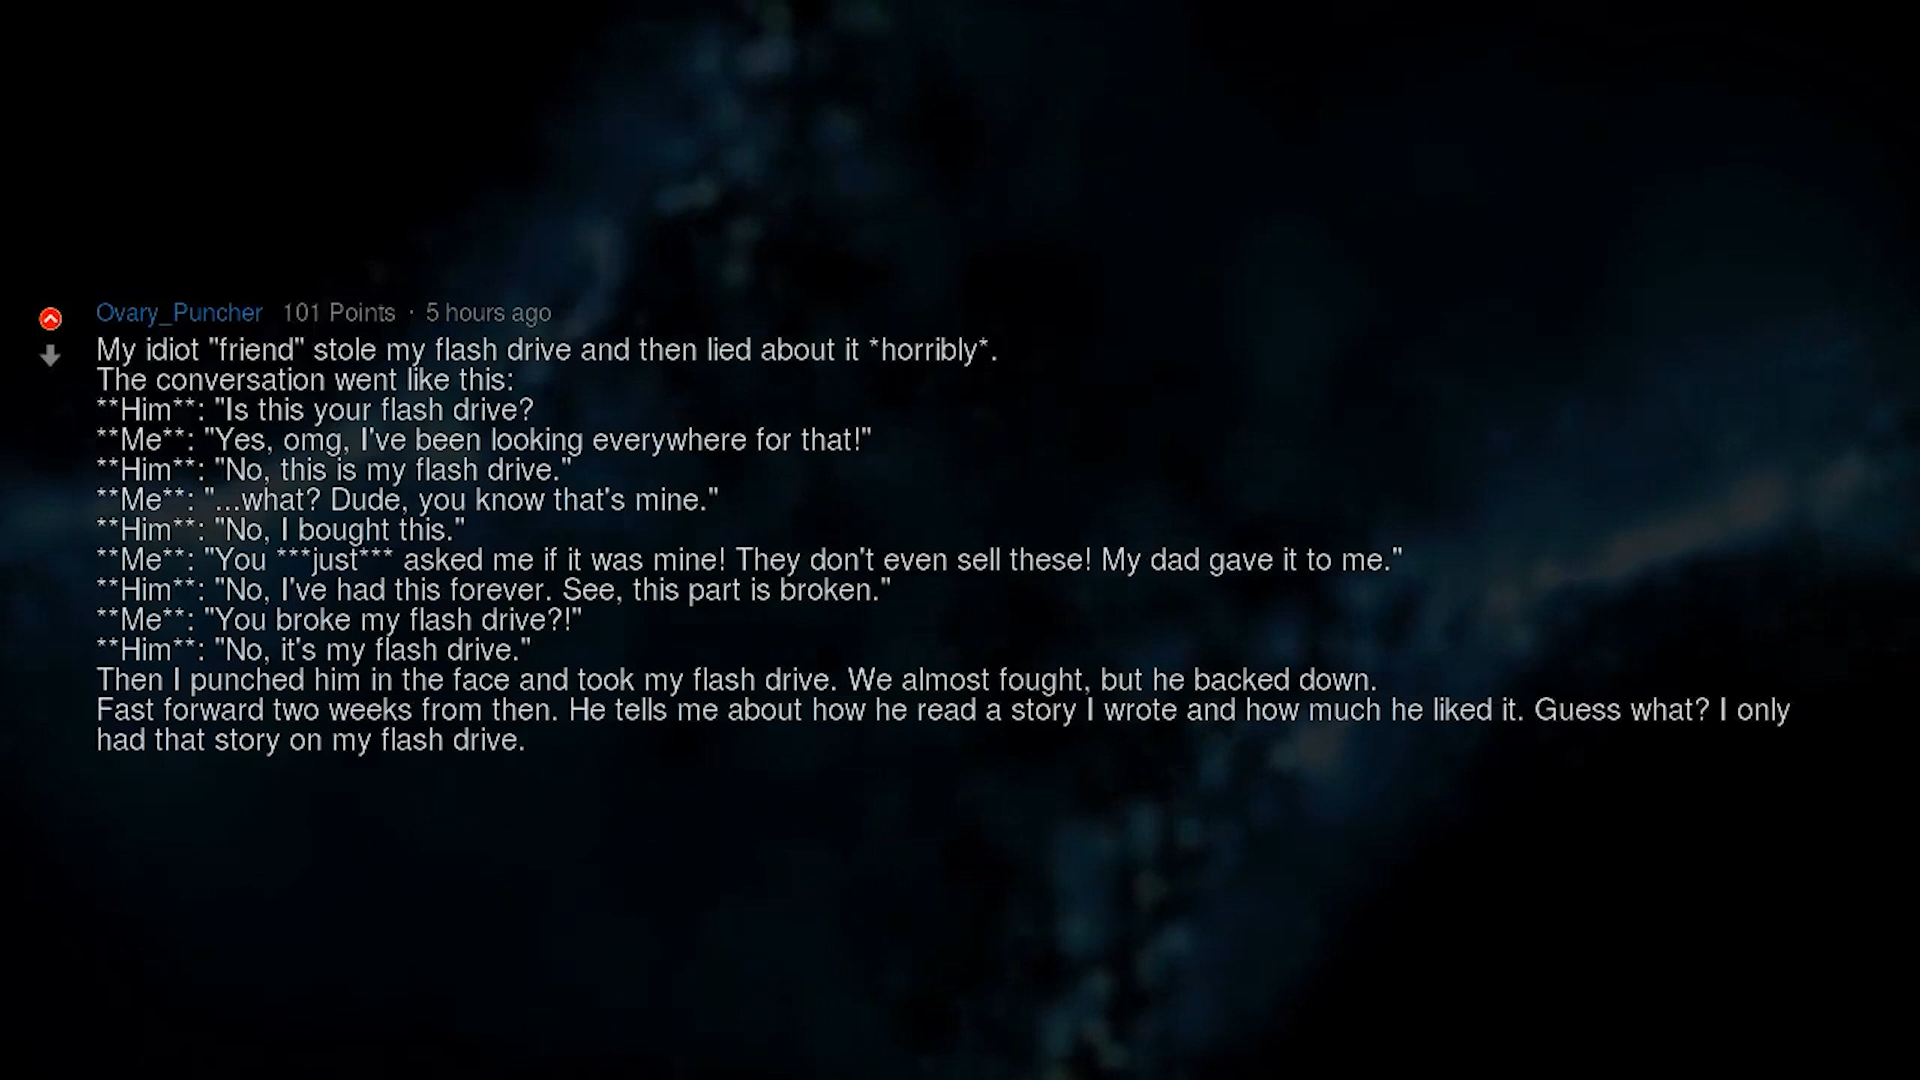 Ovary_Puncher 101 Points · 5 hours ago
My idiot "friend" stole my flash drive and then lied about it *horribly*.
The conversation went like this:
**Him**: "Is this your flash drive?
**Me**: "Yes, omg, I've been looking everywhere for that!"
**Him**: "No, this is my flash drive."
**Me**: "...what? Dude, you know that's mine."
**Him**: "No, I bought this."
**Me**: "You ***just*** asked me if it was mine! They don't even sell these! My dad gave it to me."
**Him**: "No, I've had this forever. See, this part is broken."
**Me**: "You broke my flash drive?!"
**Him**: "No, it's my flash drive."
Then I punched him in the face and took my flash drive. We almost fought, but he backed down.
Fast forward two weeks from then. He tells me about how he read a story I wrote and how much he liked it. Guess what? I only
had that story on my flash drive.